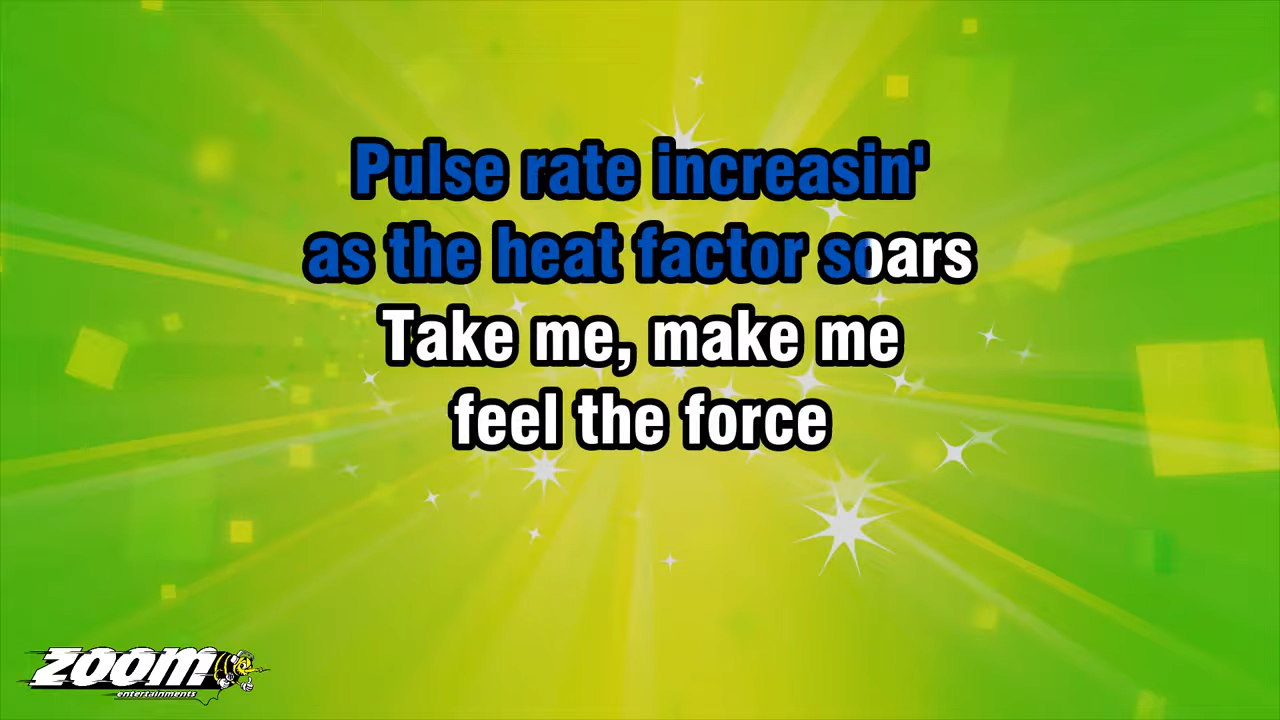 Pulse rate increasin'
as the heat factor soars
Take me, make me
feel the force
zoom
entertainments